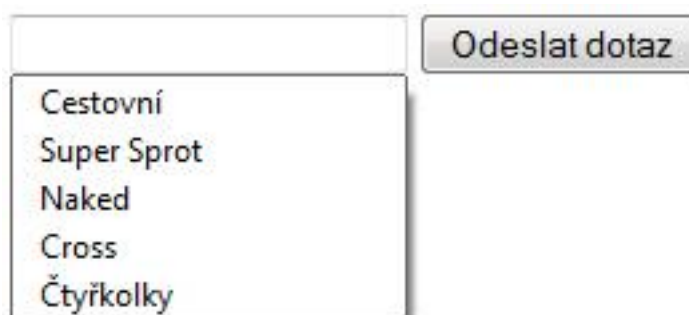 Odeslat dotaz
Cestovní
Super Sprot
Naked
Cross
Čtyřkolky